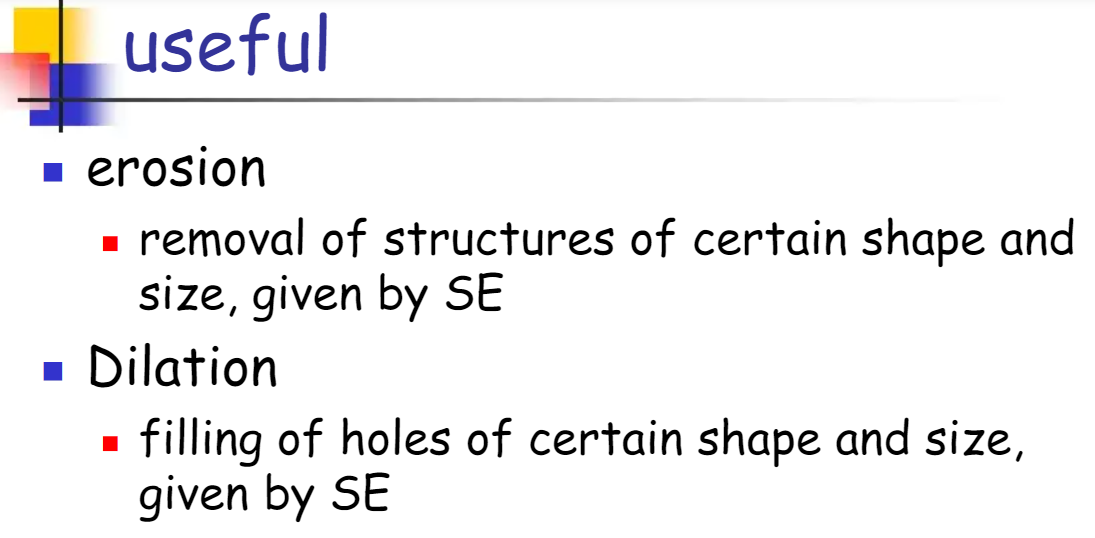 useful
erosion
removal of structures of certain shape and
size, given by SE
Dilation
filling of holes of certain shape and size,
given by SE